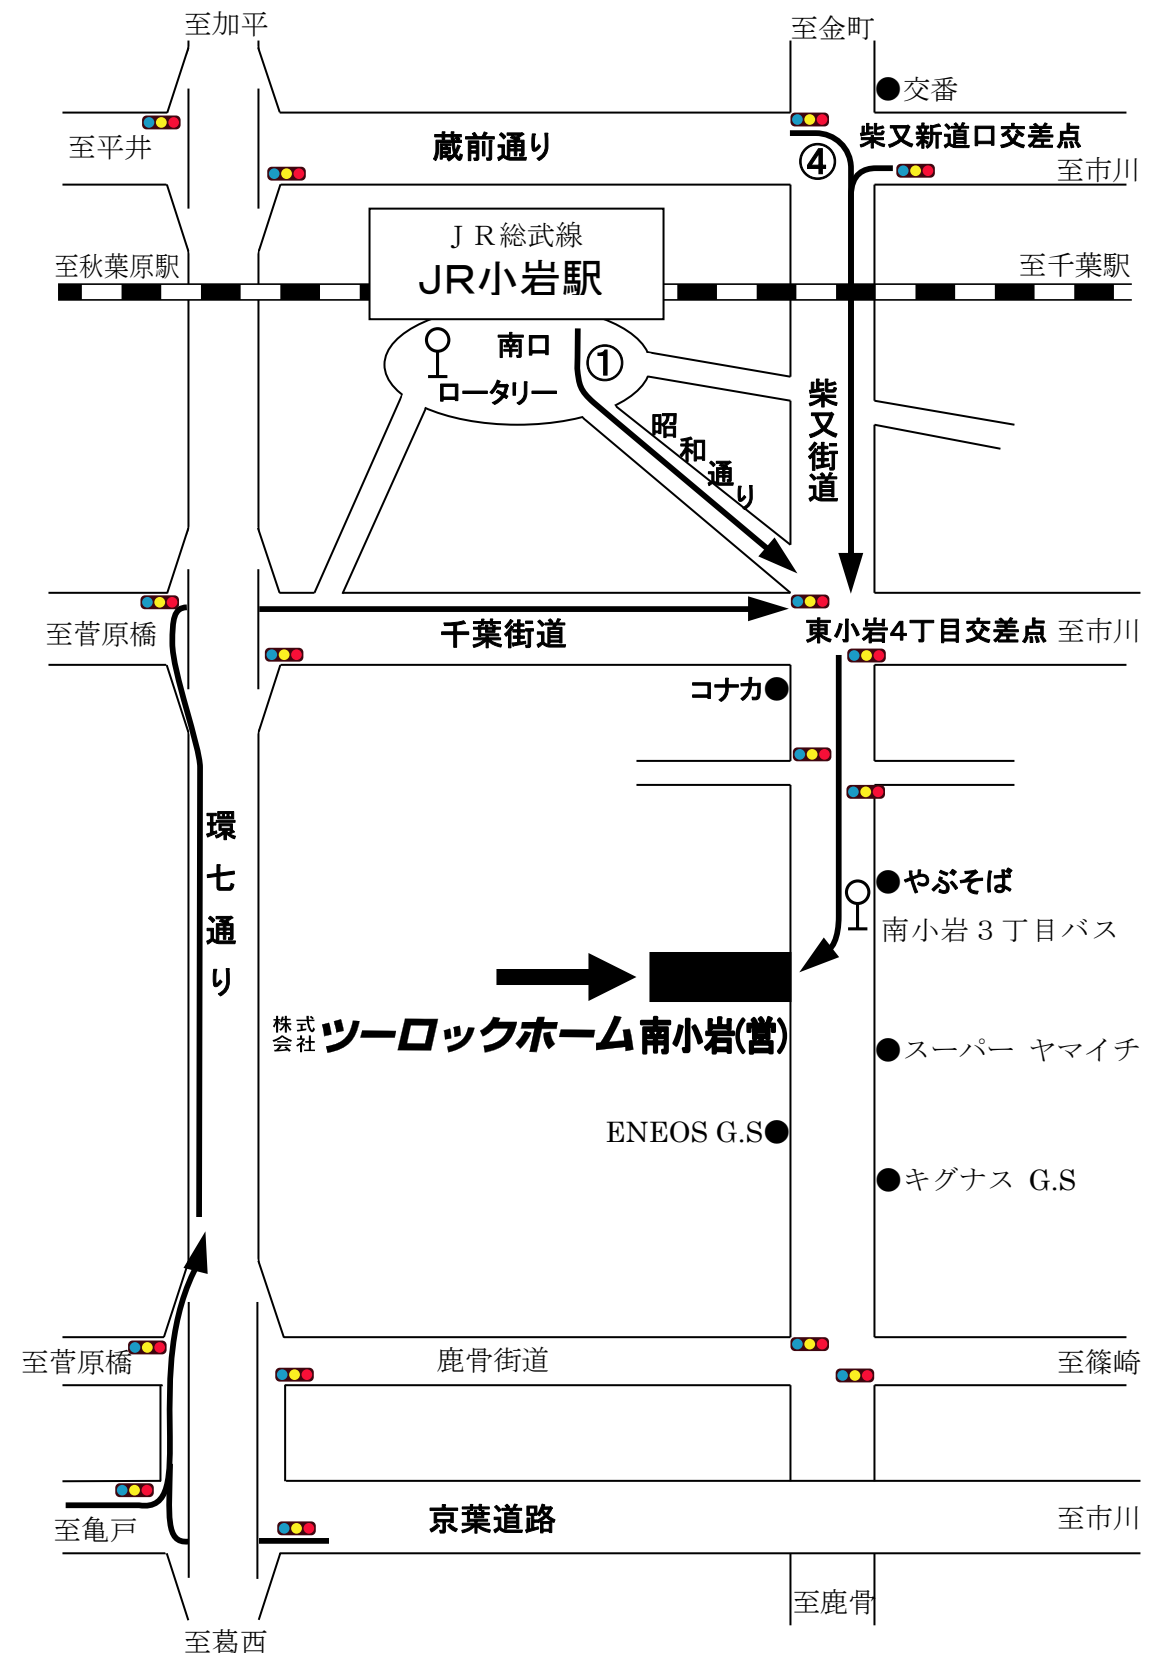 至加平
至金町
交番
柴又新道口交差点
至平井
蔵前通り
④
至市川
ＪＲ総武線
JR小岩駅
至秋葉原駅
至千葉駅
南口
①
ロータリー
昭和通り
柴又街道
至菅原橋
千葉街道
東小岩4丁目交差点
至市川
コナカ
環七通り
やぶそば
南小岩３丁目バス
株式会社
ツーロックホーム南小岩(営)
スーパー ヤマイチ
ENEOS G.S
キグナス G.S
至菅原橋
鹿骨街道
至篠崎
至亀戸
京葉道路
至市川
至鹿骨
至葛西